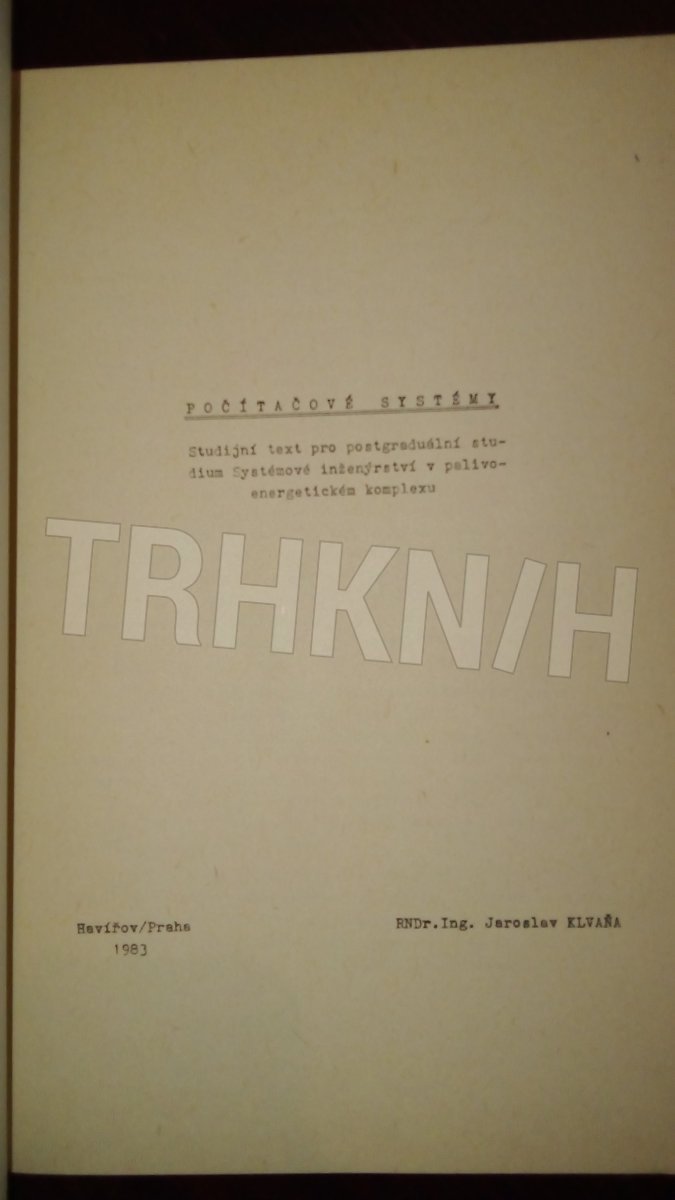 POČÍTAČOVÉ SYSTÉMY
Studijní text pro postgraduální stu-
dium Systémové inženýrství v palivo-
energetickém komplexu
TRHKNIH
Havířov/Praha
1983
RNDr.Ing. Jaroslav KLVAŇA